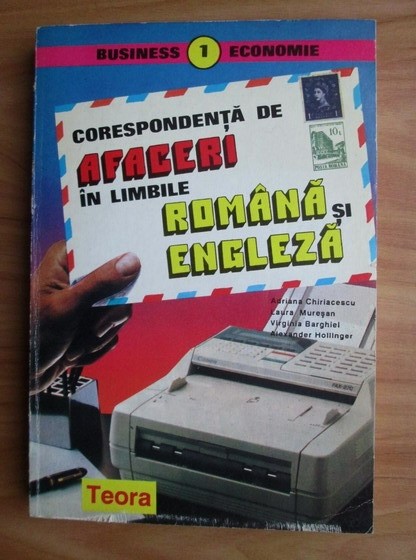 BUSINESS 1 ECONOMIE
CORESPONDENȚĂ DE
AFACERI
ÎN LIMBILE
ROMÂNĂ ȘI
ENGLEZĂ
Adriana Chiriacescu
Laura Mureșan
Virginia Barghiel
Alexander Hollinger
Teora